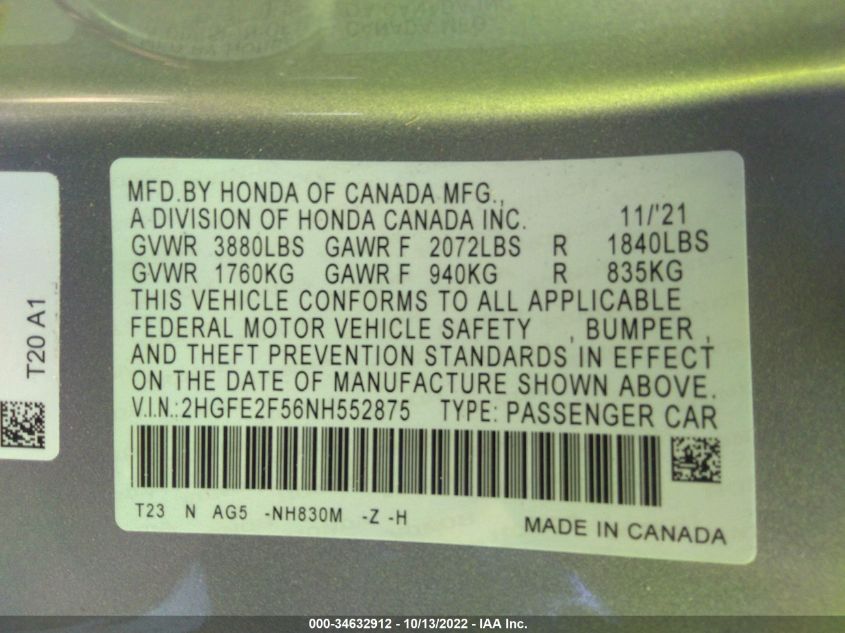 MFD.BY HONDA OF CANADA MFG.,
A DIVISION OF HONDA CANADA INC. 11/'21
GVWR 3880LBS GAWR F 2072LBS R 1840LBS
GVWR 1760KG GAWR F 940KG R 835KG
THIS VEHICLE CONFORMS TO ALL APPLICABLE
FEDERAL MOTOR VEHICLE SAFETY , BUMPER ,
AND THEFT PREVENTION STANDARDS IN EFFECT
ON THE DATE OF MANUFACTURE SHOWN ABOVE.
V.I.N.:2HGFE2F56NH552875 TYPE: PASSENGER CAR
T23 N AG5 -NH830M -Z -H
MADE IN CANADA
T20 A1
000-34632912 - 10/13/2022 - IAA Inc.